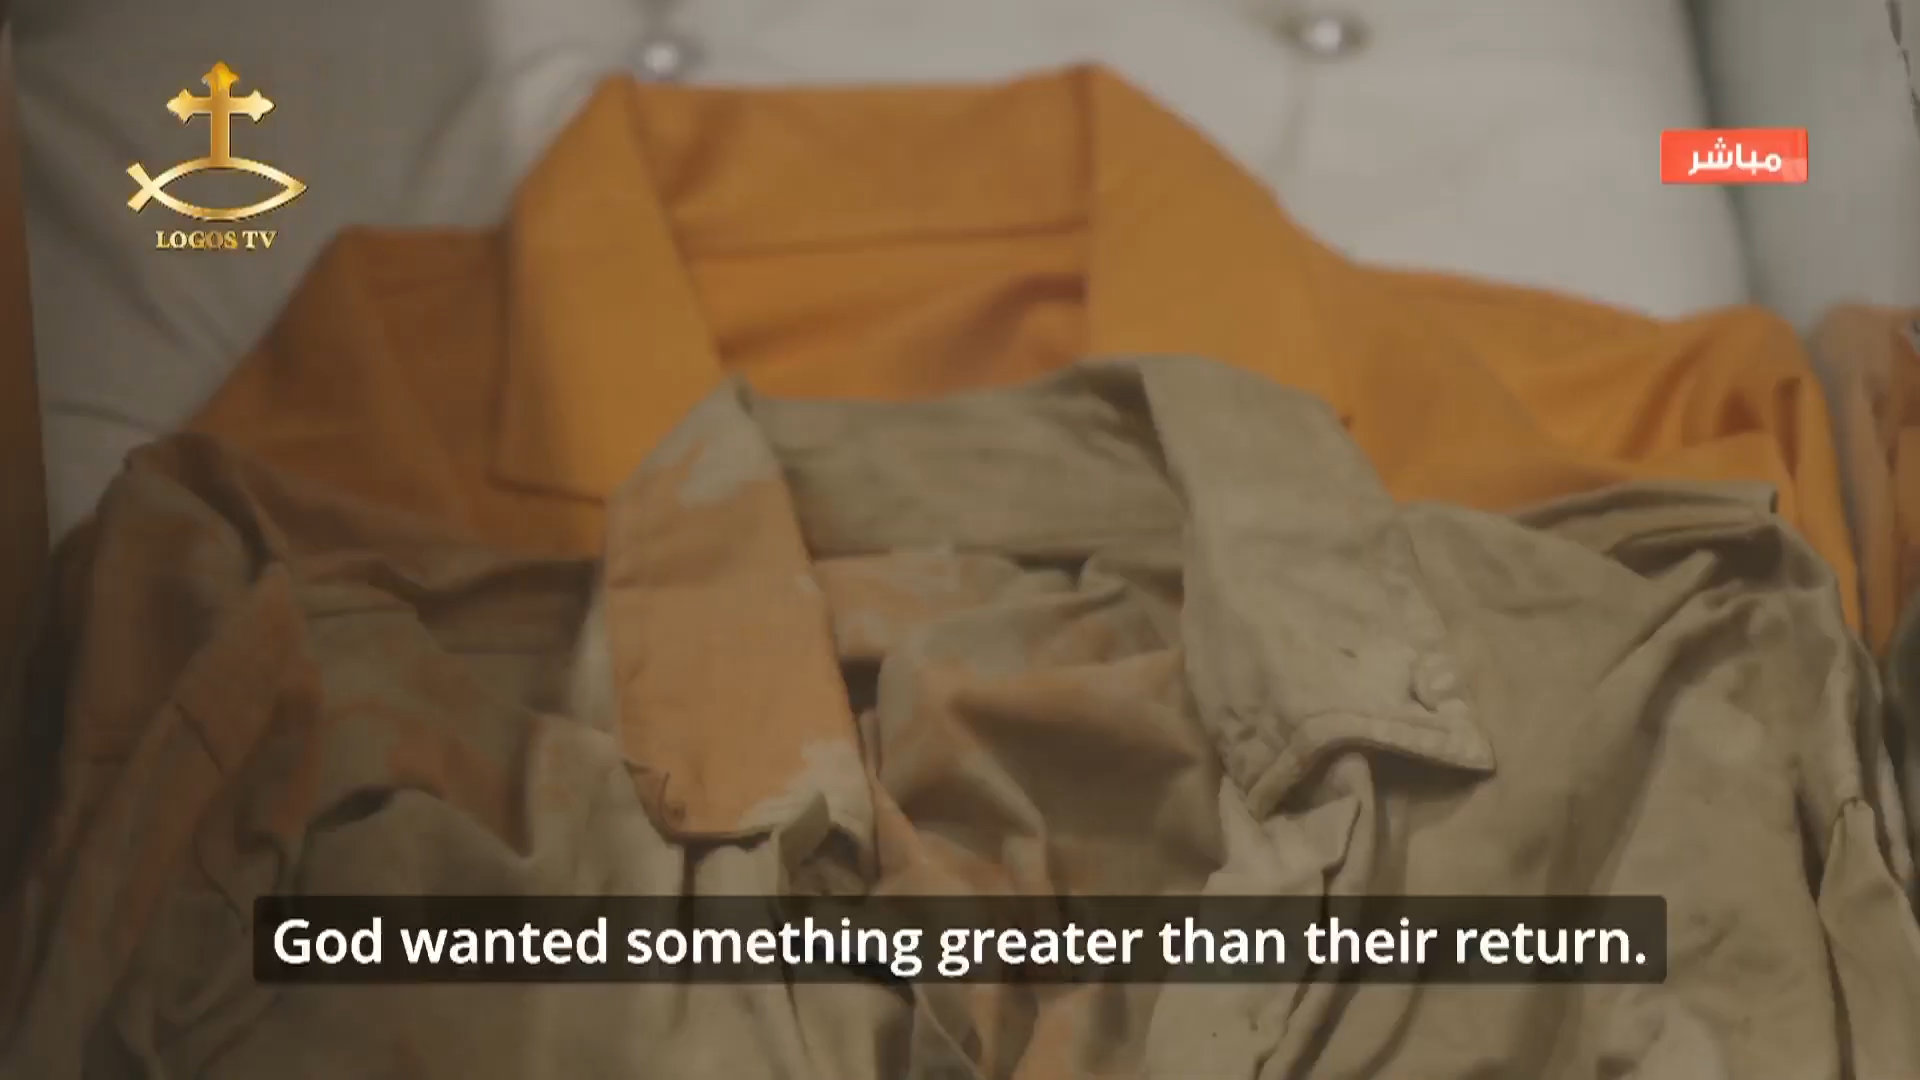 LOGOS TV
مباشر
God wanted something greater than their return.